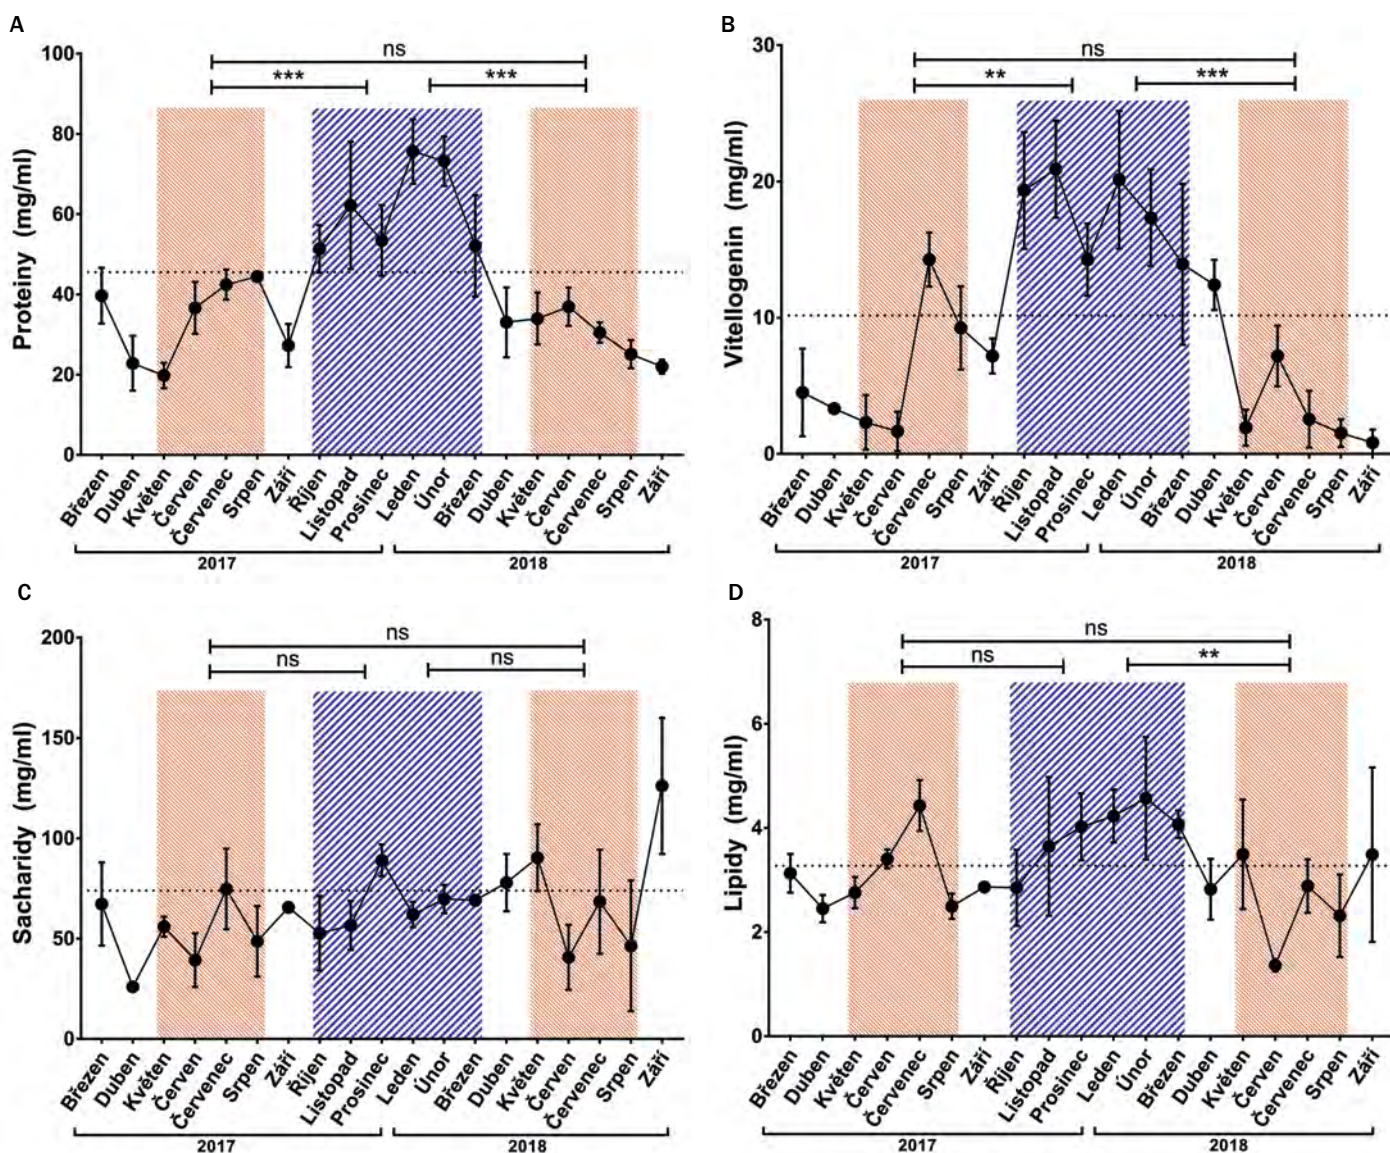 A
Proteiny (mg/ml)
100
80
60
40
20
0
ns
***
***
Březen
Duben
Květen
Červen
Červenec
Srpen
Září
Říjen
Listopad
Prosinec
Leden
Únor
Březen
Duben
Květen
Červen
Červenec
Srpen
Září
2017
2018
B
Vitellogenin (mg/ml)
30
20
10
0
ns
**
***
Březen
Duben
Květen
Červen
Červenec
Srpen
Září
Říjen
Listopad
Prosinec
Leden
Únor
Březen
Duben
Květen
Červen
Červenec
Srpen
Září
2017
2018
C
Sacharidy (mg/ml)
200
150
100
50
0
ns
ns
ns
Březen
Duben
Květen
Červen
Červenec
Srpen
Září
Říjen
Listopad
Prosinec
Leden
Únor
Březen
Duben
Květen
Červen
Červenec
Srpen
Září
2017
2018
D
Lipidy (mg/ml)
8
6
4
2
0
ns
ns
**
Březen
Duben
Květen
Červen
Červenec
Srpen
Září
Říjen
Listopad
Prosinec
Leden
Únor
Březen
Duben
Květen
Červen
Červenec
Srpen
Září
2017
2018